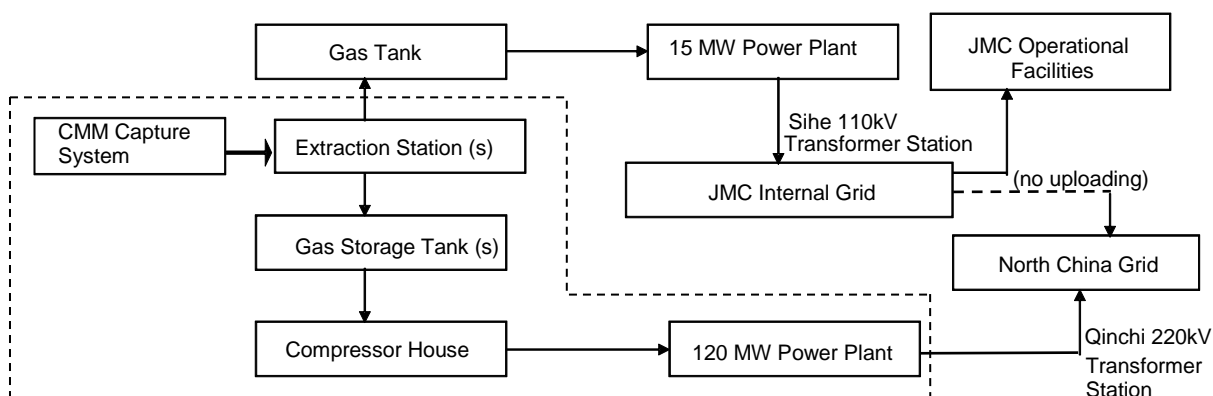 Gas Tank
15 MW Power Plant
JMC Operational
Facilities
CMM Capture
System
Extraction Station (s)
Sihe 110kV
Transformer Station
JMC Internal Grid
(no uploading)
Gas Storage Tank (s)
North China Grid
Compressor House
120 MW Power Plant
Qinchi 220kV
Transformer
Station